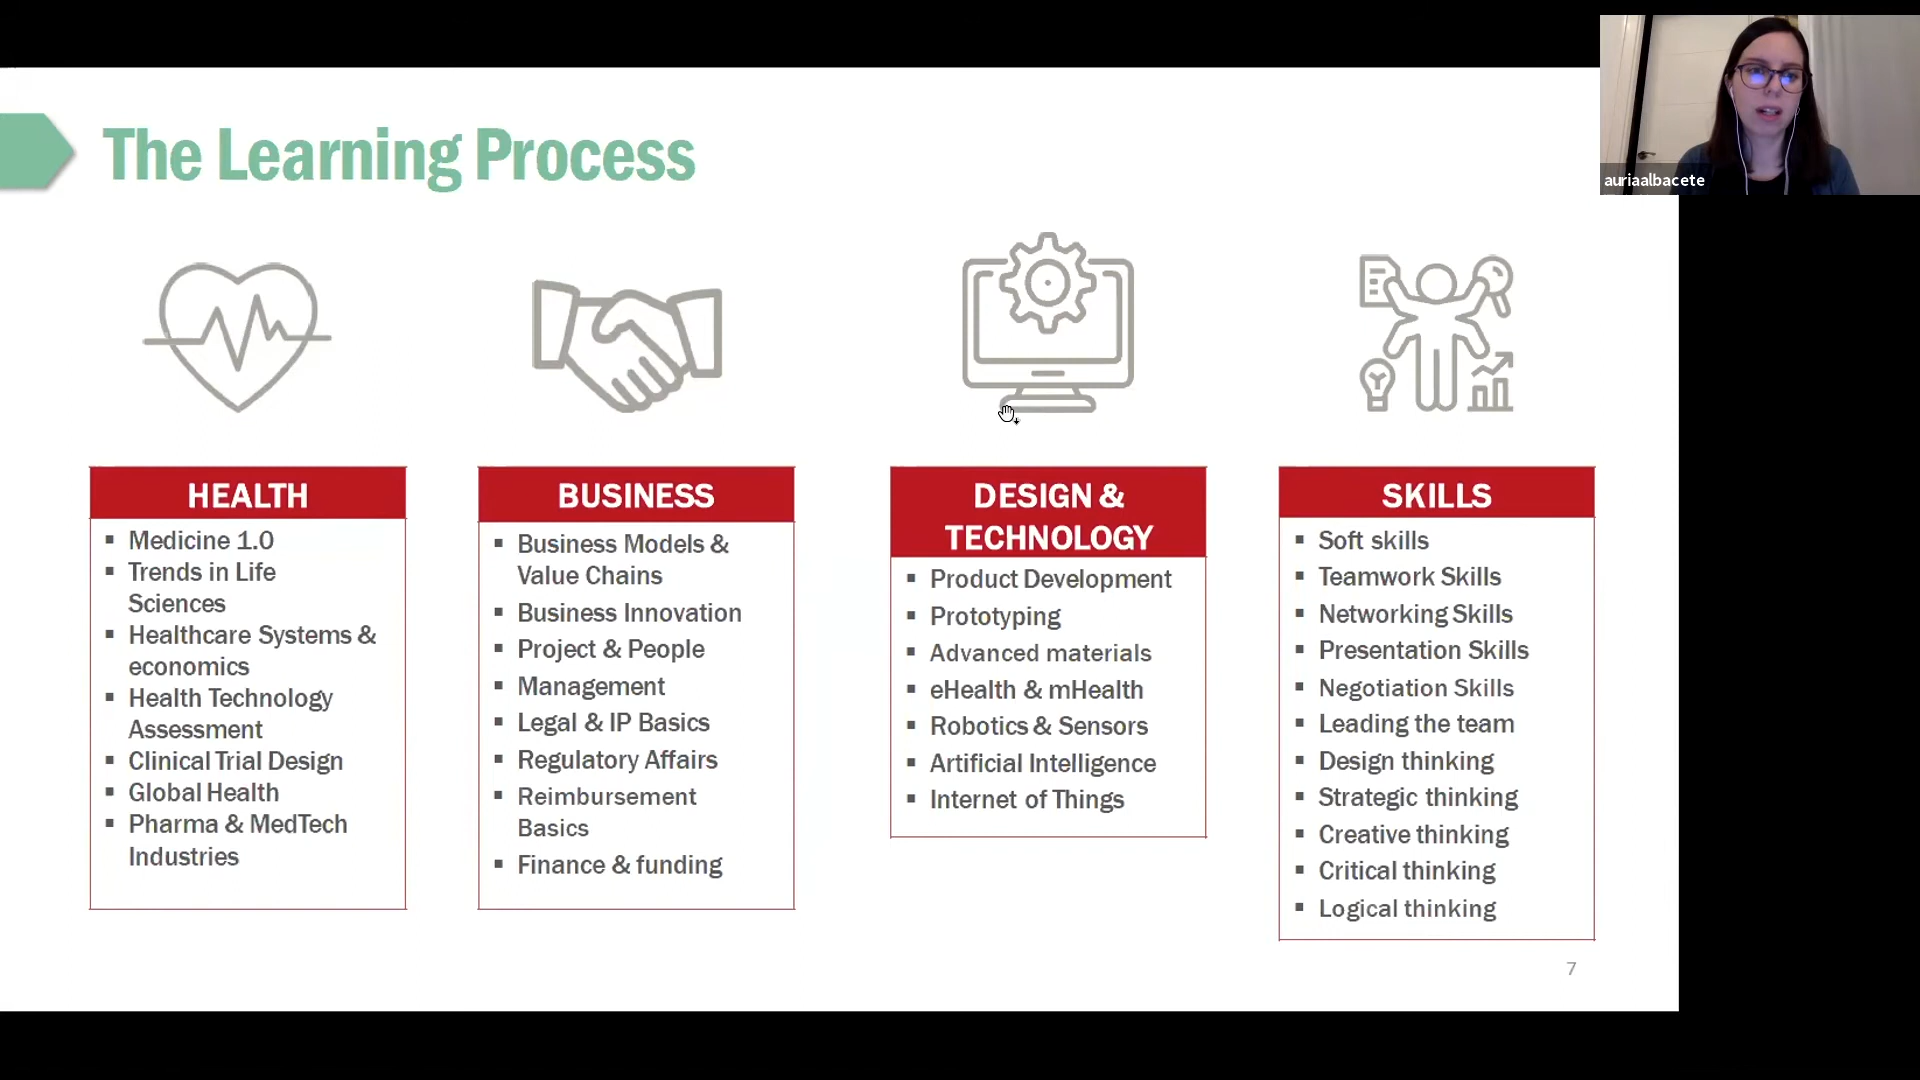 The Learning Process
auriaalbacete
HEALTH
▪ Medicine 1.0
▪ Trends in Life
Sciences
▪ Healthcare Systems &
economics
▪ Health Technology
Assessment
▪ Clinical Trial Design
▪ Global Health
▪ Pharma & MedTech
Industries
BUSINESS
▪ Business Models &
Value Chains
▪ Business Innovation
▪ Project & People
▪ Management
▪ Legal & IP Basics
▪ Regulatory Affairs
▪ Reimbursement
Basics
▪ Finance & funding
DESIGN &
TECHNOLOGY
▪ Product Development
▪ Prototyping
▪ Advanced materials
▪ eHealth & mHealth
▪ Robotics & Sensors
▪ Artificial Intelligence
▪ Internet of Things
SKILLS
▪ Soft skills
▪ Teamwork Skills
▪ Networking Skills
▪ Presentation Skills
▪ Negotiation Skills
▪ Leading the team
▪ Design thinking
▪ Strategic thinking
▪ Creative thinking
▪ Critical thinking
▪ Logical thinking
7